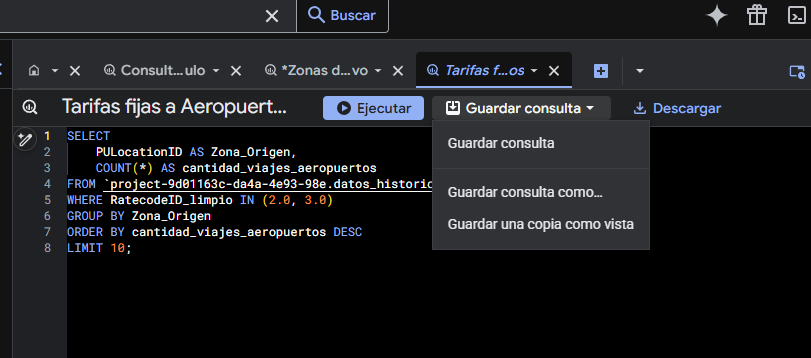 Buscar
Consult...ulo
*Zonas d...vo
Tarifas f...os
Tarifas fijas a Aeropuert...
Ejecutar
Guardar consulta
Descargar
Guardar consulta
Guardar consulta como...
Guardar una copia como vista
1 SELECT
2 PULocationID AS Zona_Origen,
3 COUNT(*) AS cantidad_viajes_aeropuertos
4 FROM `project-9d01163c-da4a-4e93-98e.datos_historic
5 WHERE RatecodeID_limpio IN (2.0, 3.0)
6 GROUP BY Zona_Origen
7 ORDER BY cantidad_viajes_aeropuertos DESC
8 LIMIT 10;